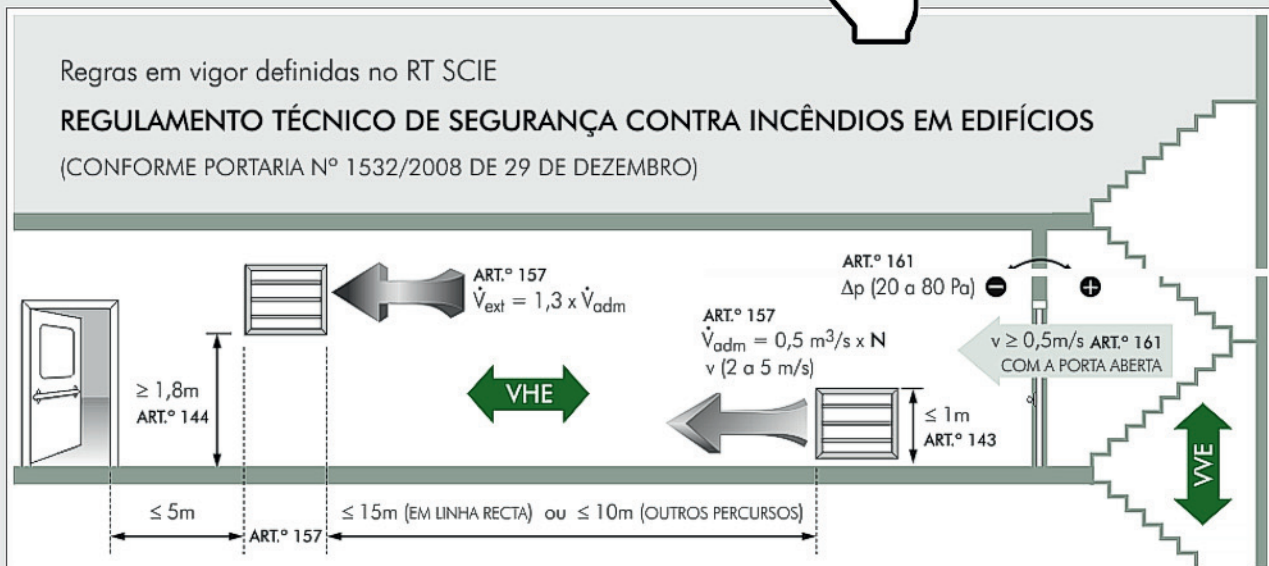 Regras em vigor definidas no RT SCIE
REGULAMENTO TÉCNICO DE SEGURANÇA CONTRA INCÊNDIOS EM EDIFÍCIOS
(CONFORME PORTARIA Nº 1532/2008 DE 29 DE DEZEMBRO)
ART.º 157
V̇ext = 1,3 x V̇adm
ART.º 161
Δp (20 a 80 Pa) − +
ART.º 157
V̇adm = 0,5 m³/s x N
v (2 a 5 m/s)
v ≥ 0,5m/s ART.º 161
COM A PORTA ABERTA
≥ 1,8m
ART.º 144
VHE
≤ 1m
ART.º 143
VVE
≤ 5m
ART.º 157
≤ 15m (EM LINHA RECTA) ou ≤ 10m (OUTROS PERCURSOS)